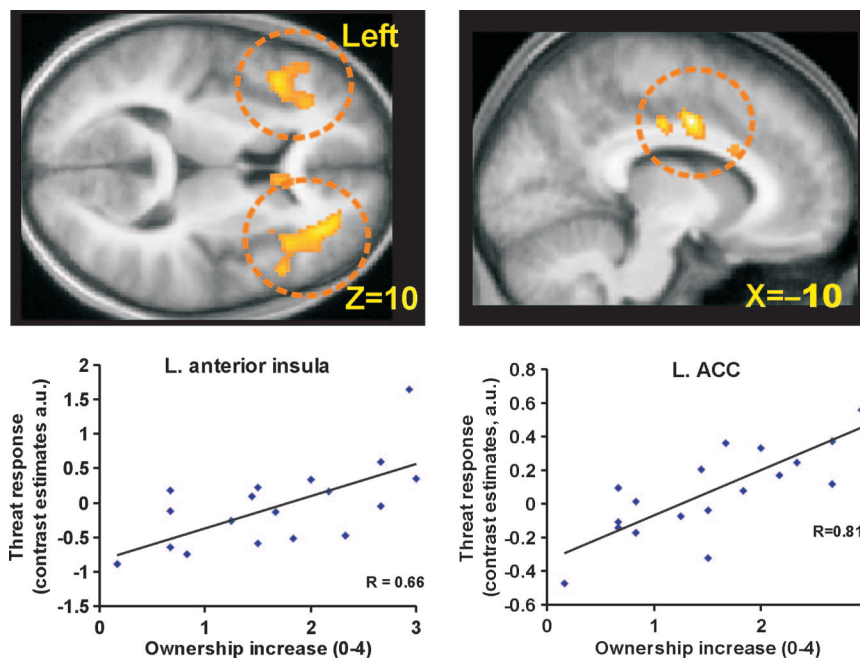 Left
Z=10
X=–10
L. anterior insula
Threat response
(contrast estimates a.u.)
2
1.5
1
0.5
0
-0.5
-1
-1.5
R = 0.66
0
1
2
3
Ownership increase (0-4)
L. ACC
Threat response
(contrast estimates, a.u.)
0.8
0.6
0.4
0.2
0
-0.2
-0.4
-0.6
R=0.81
0
1
2
Ownership increase (0-4)